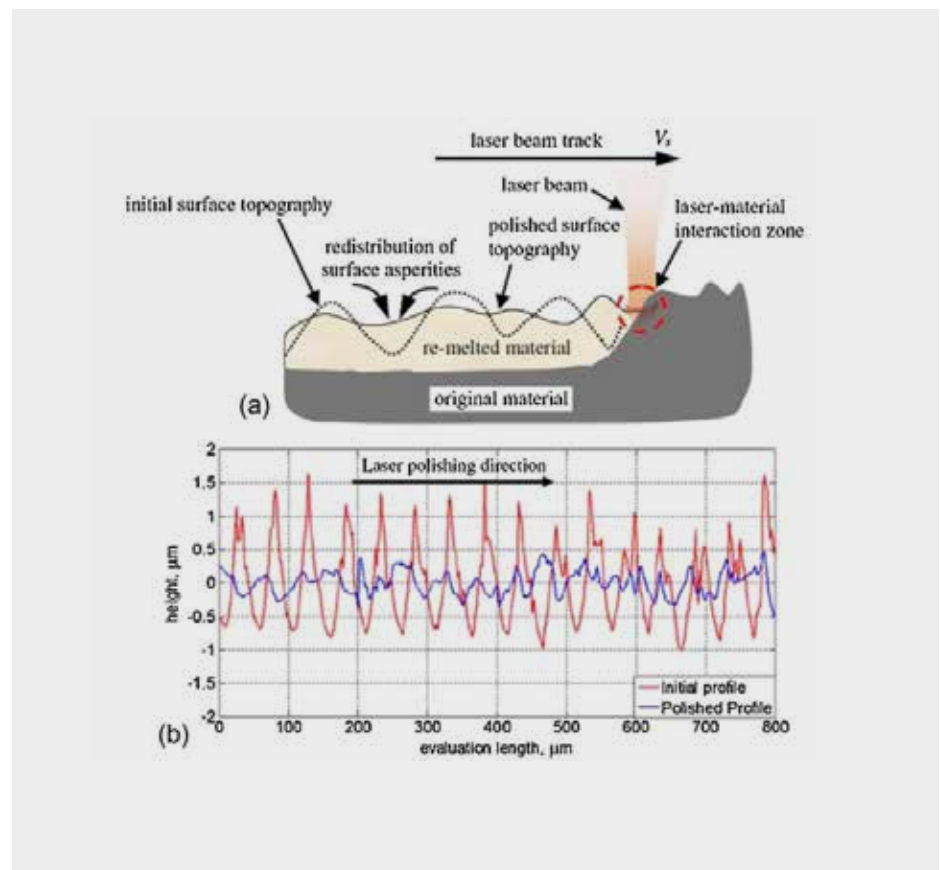 laser beam track
Vs
laser beam
initial surface topography
laser-material
interaction zone
polished surface
topography
redistribution of
surface asperities
re-melted material
original material
(a)
2
1.5
1
0.5
0
-0.5
-1
-1.5
-2
height, μm
Laser polishing direction
Initial profile
Polished Profile
0 100 200 300 400 500 600 700 800
evaluation length, μm
(b)